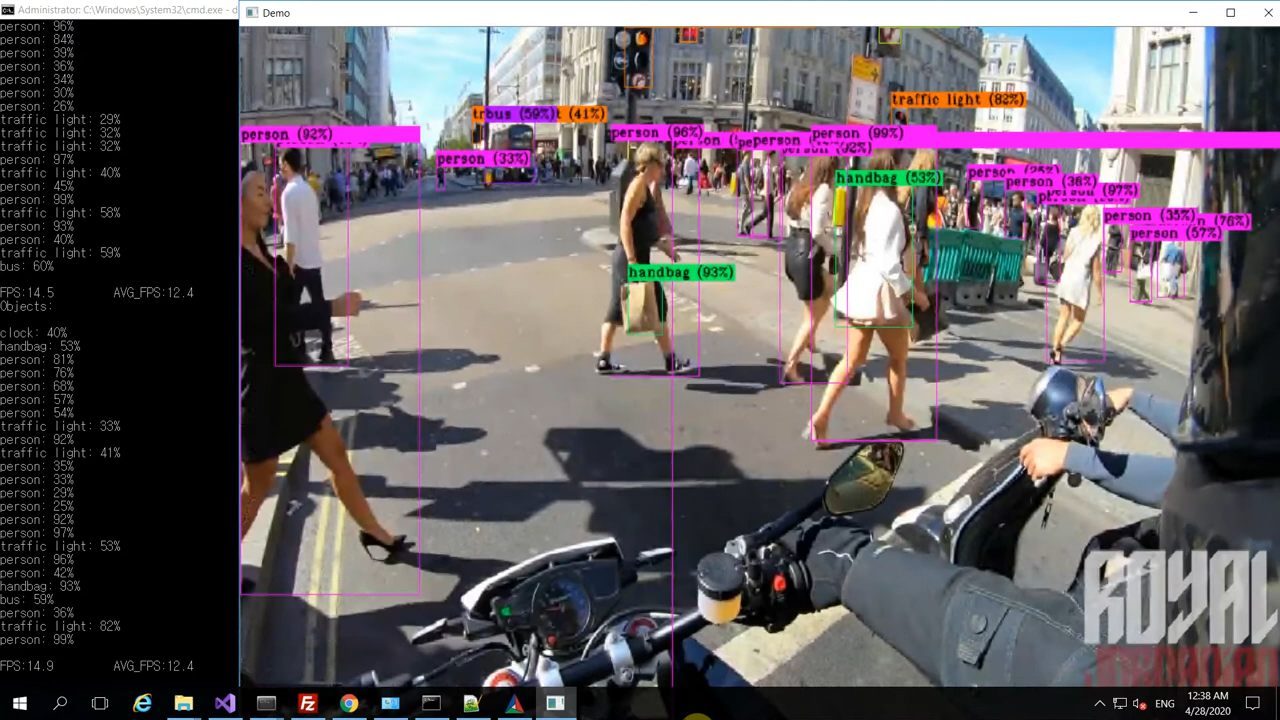 Administrator: C:\Windows\System32\cmd.exe - d
person: 96%
person: 84%
person: 39%
person: 36%
person: 34%
person: 30%
person: 26%
traffic light: 29%
traffic light: 32%
traffic light: 32%
person: 97%
traffic light: 40%
person: 45%
person: 99%
traffic light: 58%
person: 93%
person: 40%
traffic light: 59%
bus: 60%
FPS:14.5 AVG_FPS:12.4
Objects:
clock: 40%
handbag: 53%
person: 81%
person: 76%
person: 68%
person: 57%
person: 54%
traffic light: 33%
person: 92%
traffic light: 41%
person: 35%
person: 33%
person: 29%
person: 25%
person: 92%
person: 97%
traffic light: 53%
person: 96%
person: 42%
handbag: 93%
bus: 59%
person: 36%
traffic light: 82%
person: 99%
FPS:14.9 AVG_FPS:12.4
Demo
traffic light (82%)
bus (59%)
(41%)
person (92%)
person (96%)
person (99%)
person (33%)
handbag (53%)
person (36%)
(97%)
person (35%)
(76%)
person (57%)
handbag (93%)
ROYAL
ENG
12:38 AM
4/28/2020